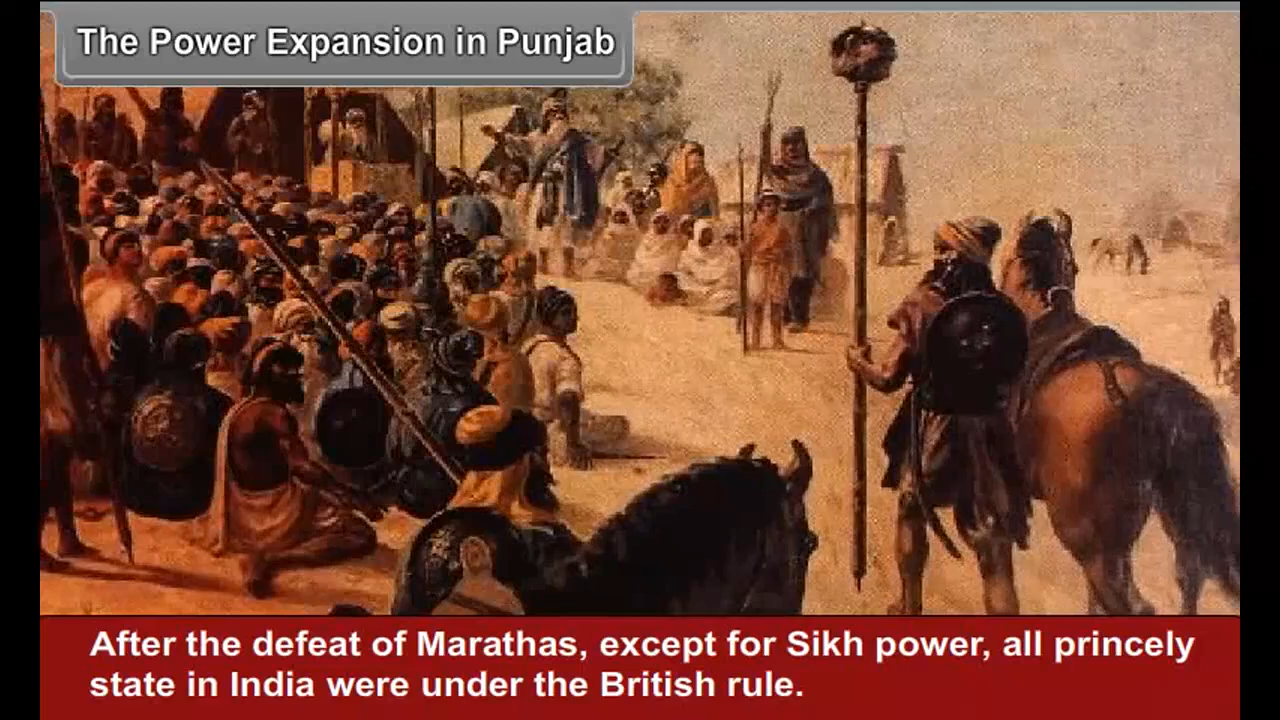 The Power Expansion in Punjab
After the defeat of Marathas, except for Sikh power, all princely
state in India were under the British rule.